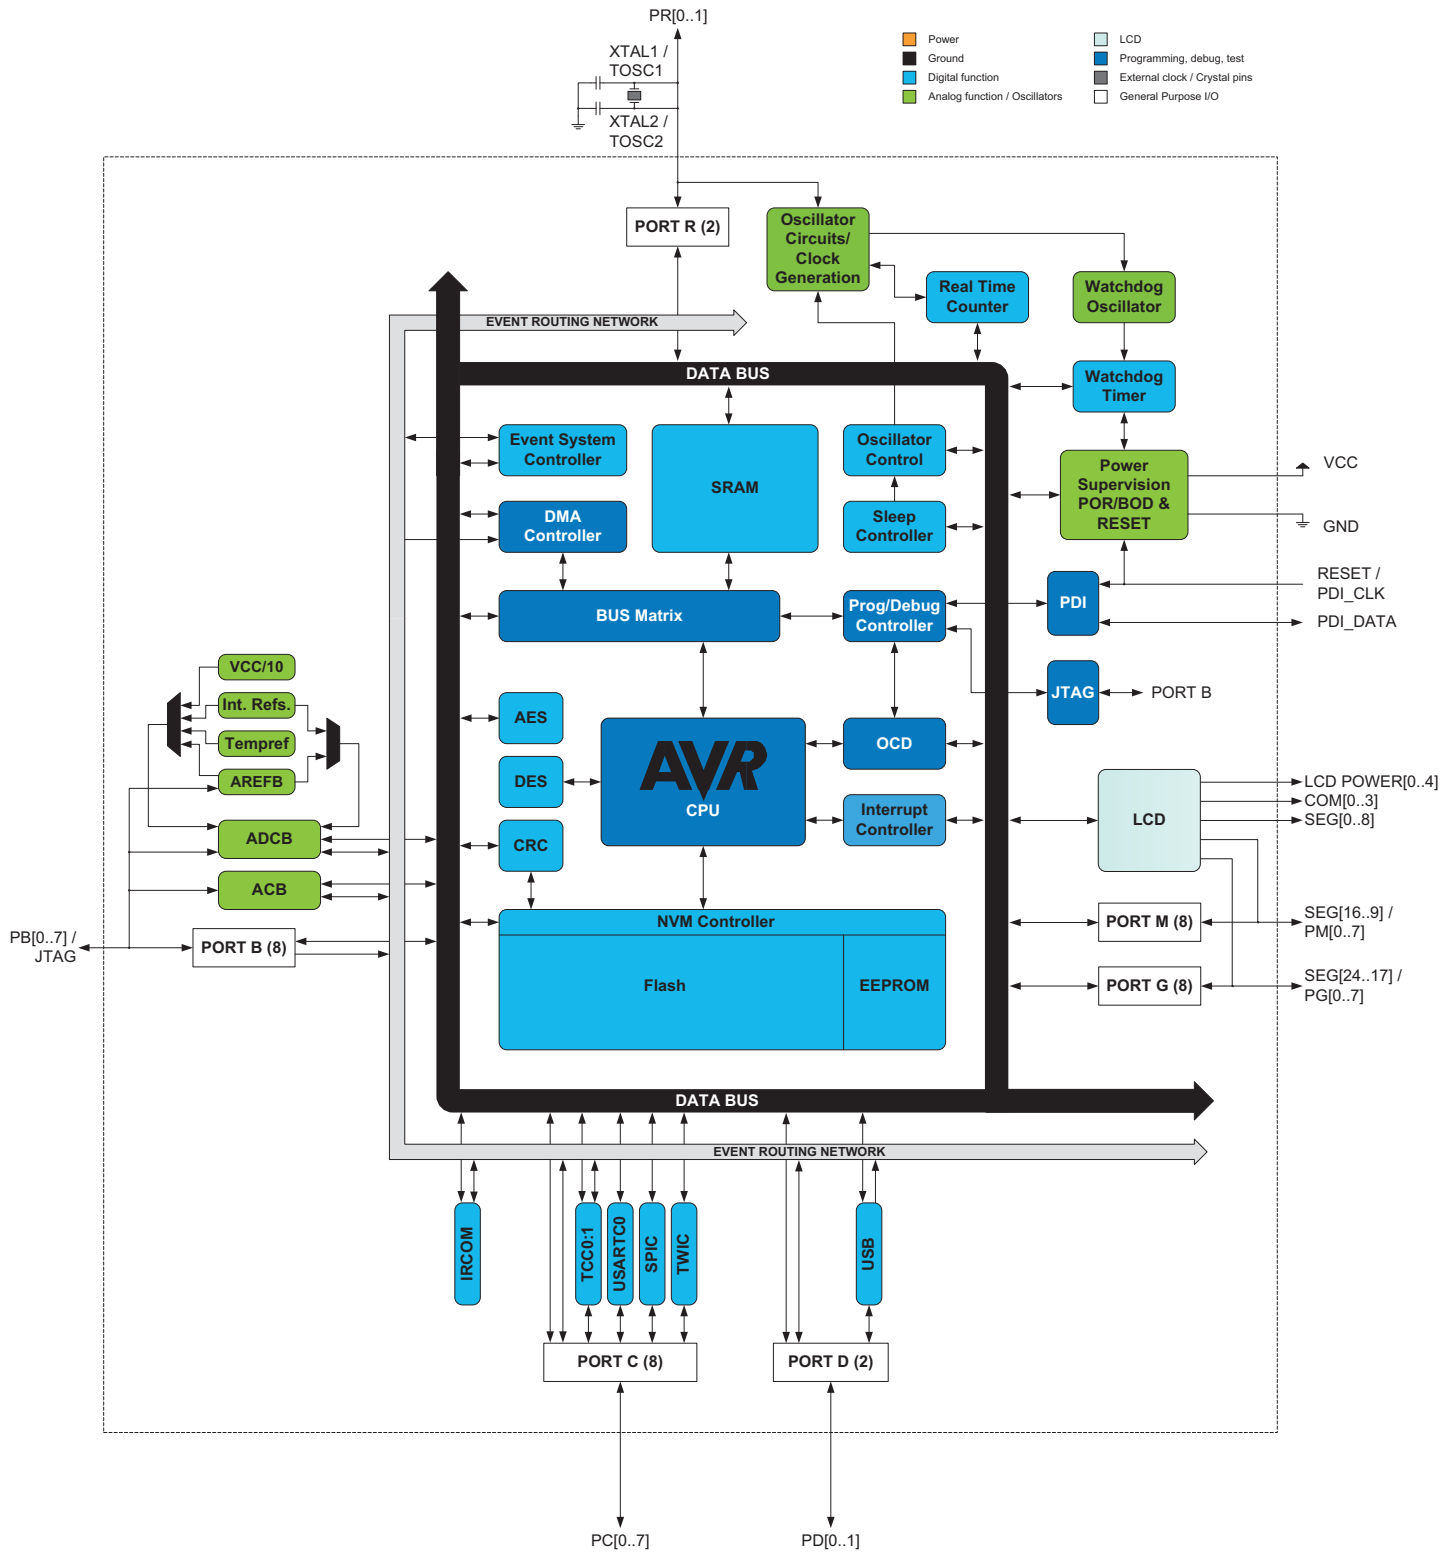 PR[0..1]
XTAL1 /
TOSC1
XTAL2 /
TOSC2
Power
Ground
Digital function
Analog function / Oscillators
LCD
Programming, debug, test
External clock / Crystal pins
General Purpose I/O
PORT R (2)
Oscillator
Circuits/
Clock
Generation
Real Time
Counter
Watchdog
Oscillator
EVENT ROUTING NETWORK
DATA BUS
Watchdog
Timer
Event System
Controller
SRAM
Oscillator
Control
Power
Supervision
POR/BOD &
RESET
VCC
GND
DMA
Controller
Sleep
Controller
RESET /
PDI_CLK
PDI_DATA
BUS Matrix
Prog/Debug
Controller
PDI
JTAG
PORT B
VCC/10
Int. Refs.
Tempref
AREFB
ADCB
ACB
PORT B (8)
PB[0..7] /
JTAG
AES
DES
CRC
AVR
CPU
OCD
Interrupt
Controller
LCD
LCD POWER[0..4]
COM[0..3]
SEG[0..8]
NVM Controller
Flash
EEPROM
PORT M (8)
SEG[16..9] /
PM[0..7]
PORT G (8)
SEG[24..17] /
PG[0..7]
DATA BUS
EVENT ROUTING NETWORK
IRCOM
TCC0:1
USARTC0
SPIC
TWIC
USB
PORT C (8)
PORT D (2)
PC[0..7]
PD[0..1]